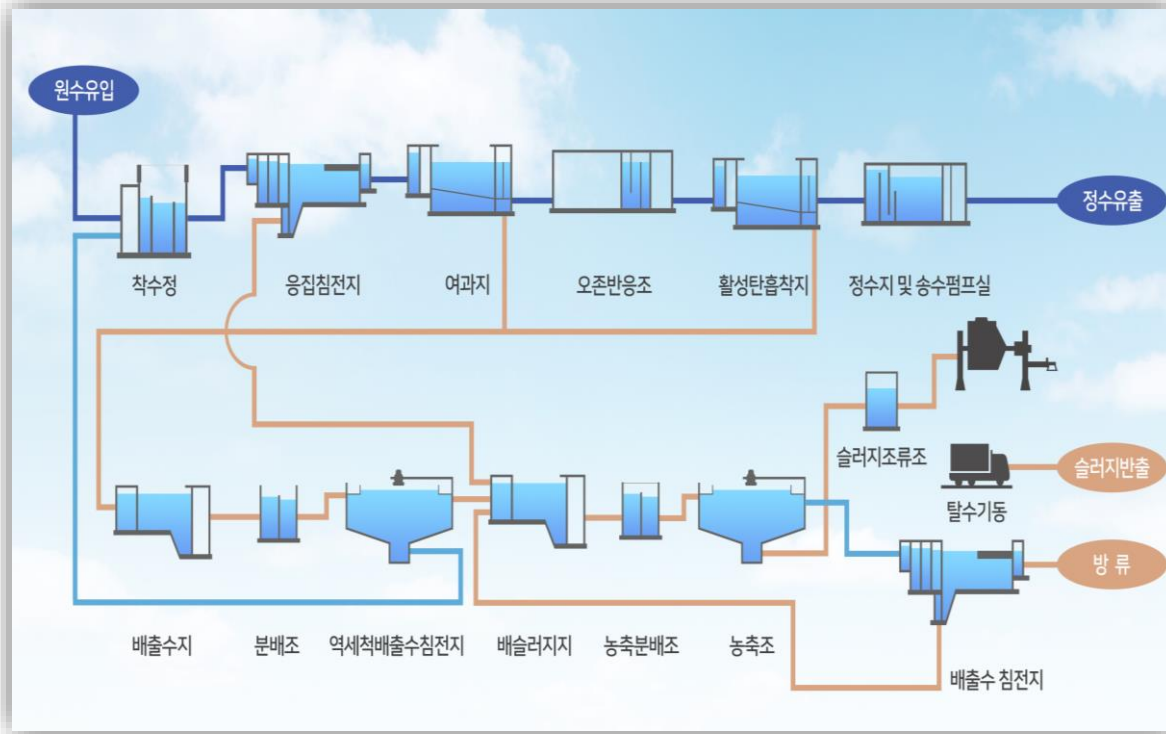 원수유입
정수유출
착수정
응집침전지
여과지
오존반응조
활성탄흡착지
정수지 및 송수펌프실
슬러지조류조
슬러지반출
탈수기동
방 류
배출수지
분배조
역세척배출수침전지
배슬러지지
농축분배조
농축조
배출수 침전지